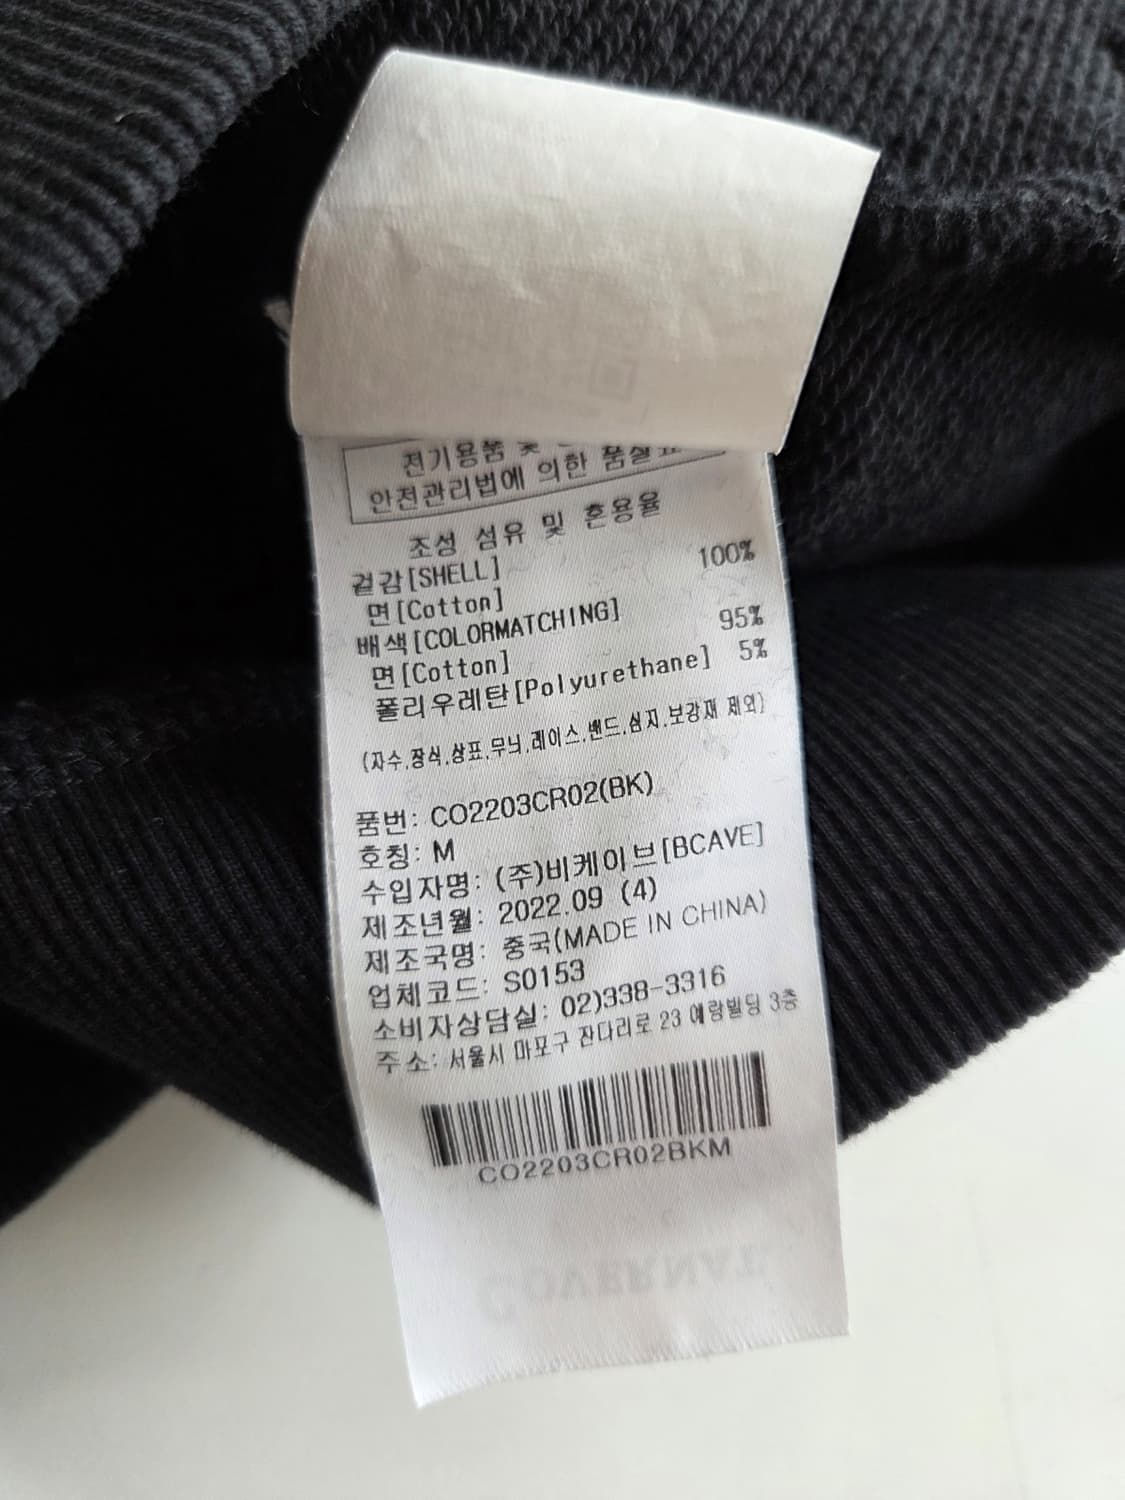 전기용품 및
안전관리법에 의한 품질표
조성 섬유 및 혼용율
겉감[SHELL]
면[Cotton] 100%
배색[COLORMATCHING]
면[Cotton] 95%
폴리우레탄[Polyurethane] 5%
(자수,장식,상표,무늬,레이스,밴드,심지,보강재 제외)
품번: CO2203CR02(BK)
호칭: M
수입자명: (주)비케이브[BCAVE]
제조년월: 2022.09 (4)
제조국명: 중국(MADE IN CHINA)
업체코드: S0153
소비자상담실: 02)338-3316
주소: 서울시 마포구 잔다리로 23 예랑빌딩 3층
CO2203CR02BKM
COVERNAT